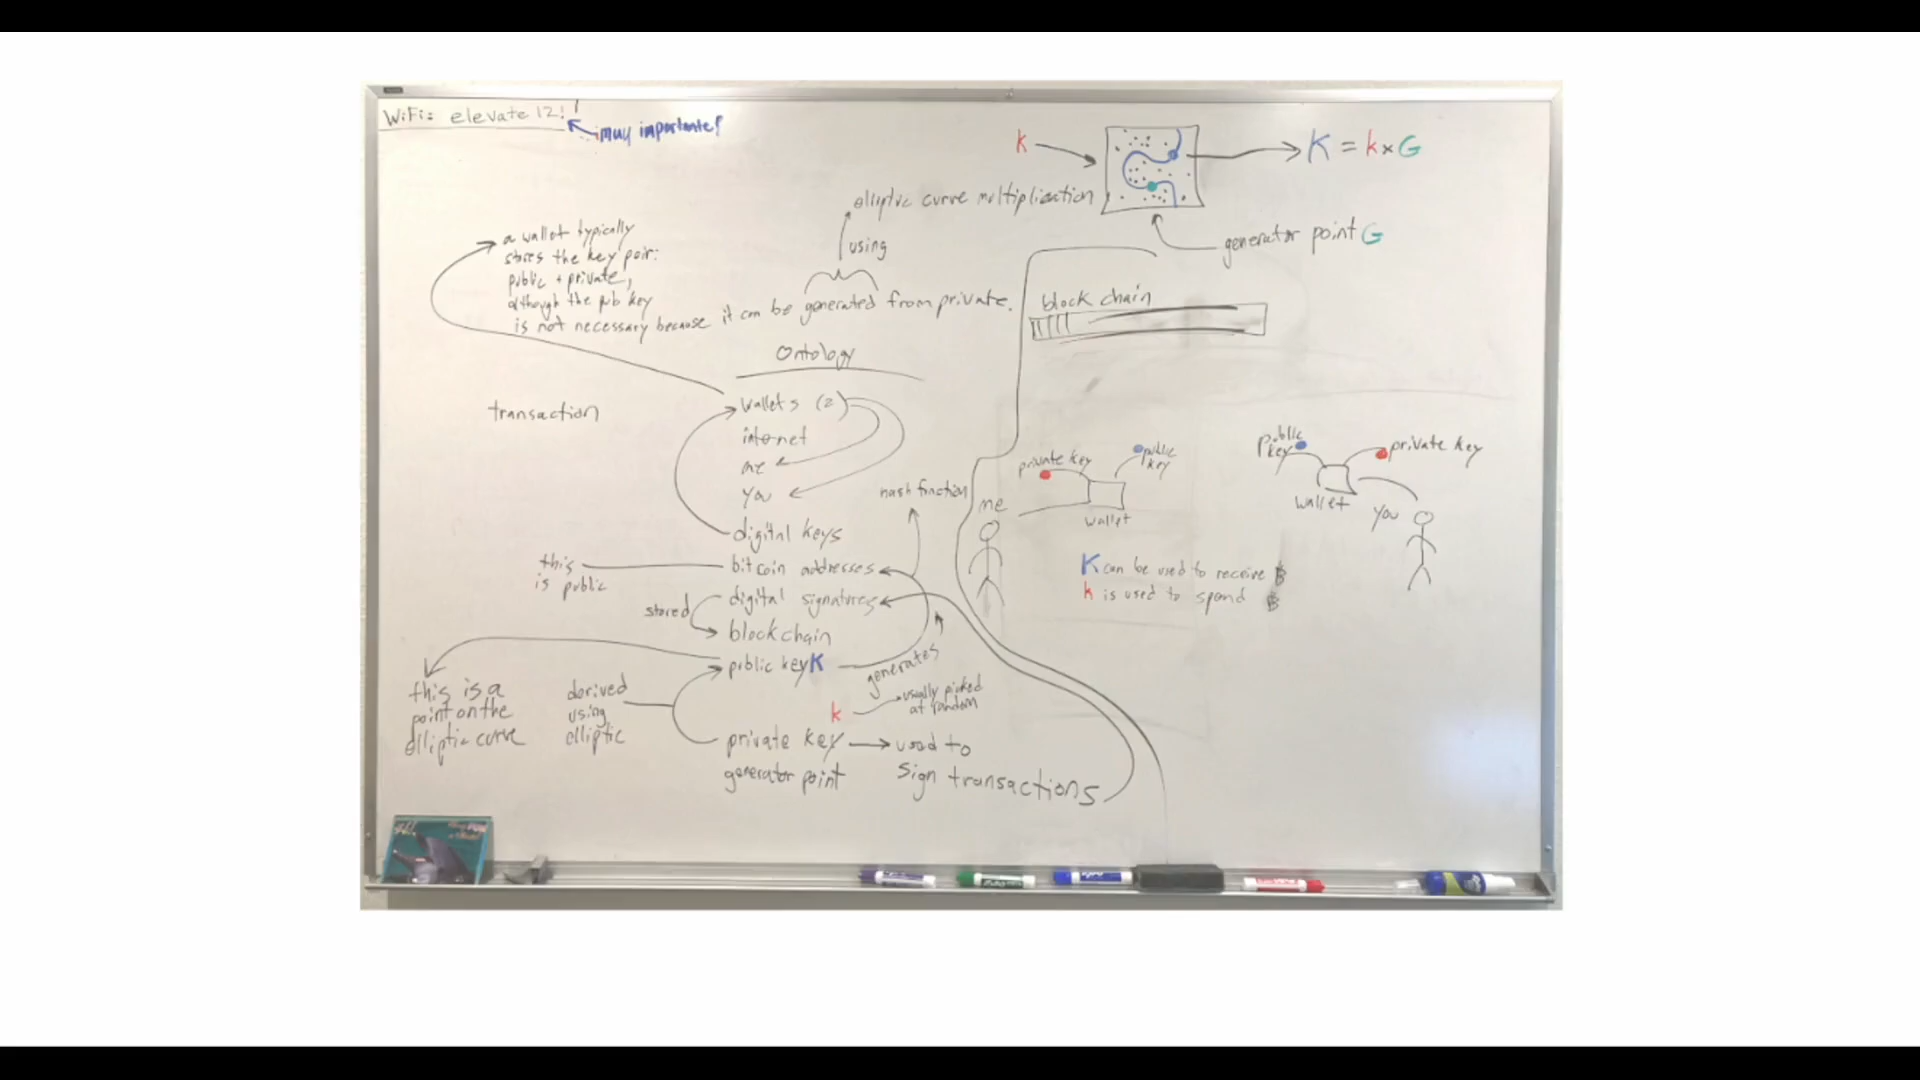 WiFi: elevate 12!
muy importante!
k
K = k x G
elliptic curve multiplication
generator point G
using
a wallet typically
stores the key pair:
public + private,
although the pub key
is not necessary because it can be generated from private.
block chain
Ontology
transaction
wallets (2)
internet
me
you
digital keys
hash function
this
is public
bitcoin addresses
stored
digital signatures
blockchain
public key K
generates
this is a
point on the
elliptic curve
derived
using
elliptic
k
usually picked
at random
private key
used to
sign transactions
generator point
private key
public
key
wallet
me
public
key
private key
wallet
you
K can be used to receive ₿
k is used to spend ₿